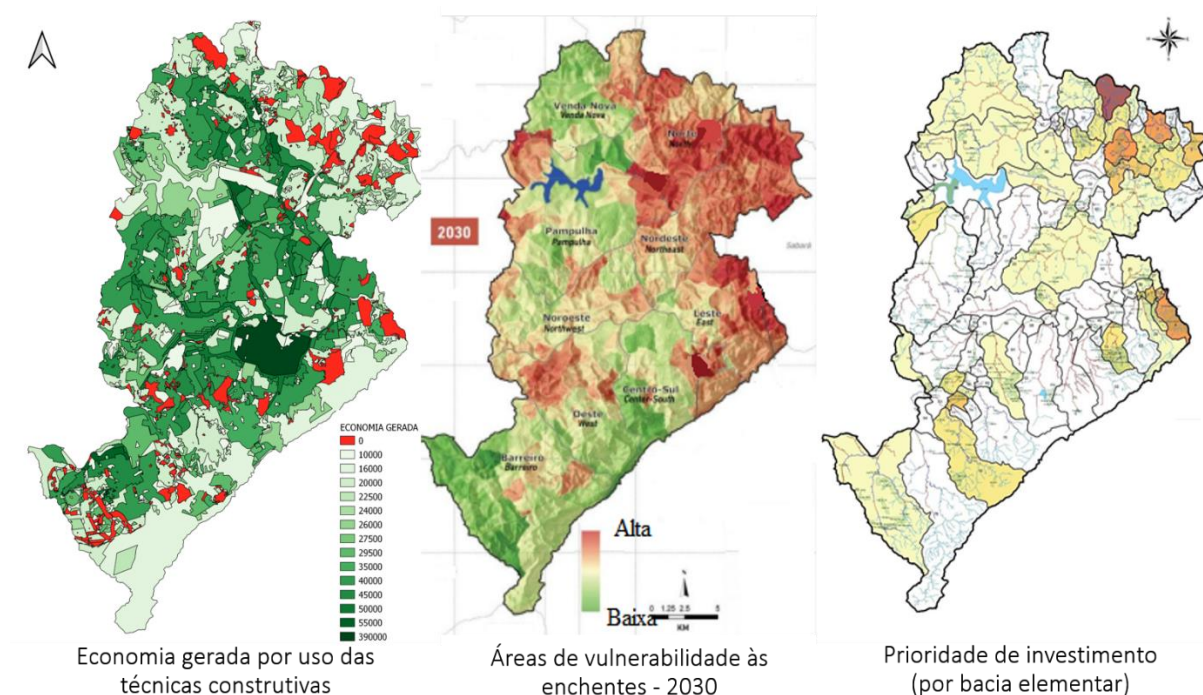 ECONOMIA GERADA
0
10000
16000
20000
22500
24000
26000
27500
29500
35000
40000
45000
50000
55000
390000
Economia gerada por uso das
técnicas construtivas
2030
Venda Nova
Venda Nova
Norte
North
Pampulha
Pampulha
Nordeste
Northeast
Sabará
Noroeste
Northwest
Leste
East
Centro-Sul
Center-South
Oeste
West
Barreiro
Barreiro
Alta
Baixa
0 1.25 2.5 5
KM
Áreas de vulnerabilidade às
enchentes - 2030
Prioridade de investimento
(por bacia elementar)